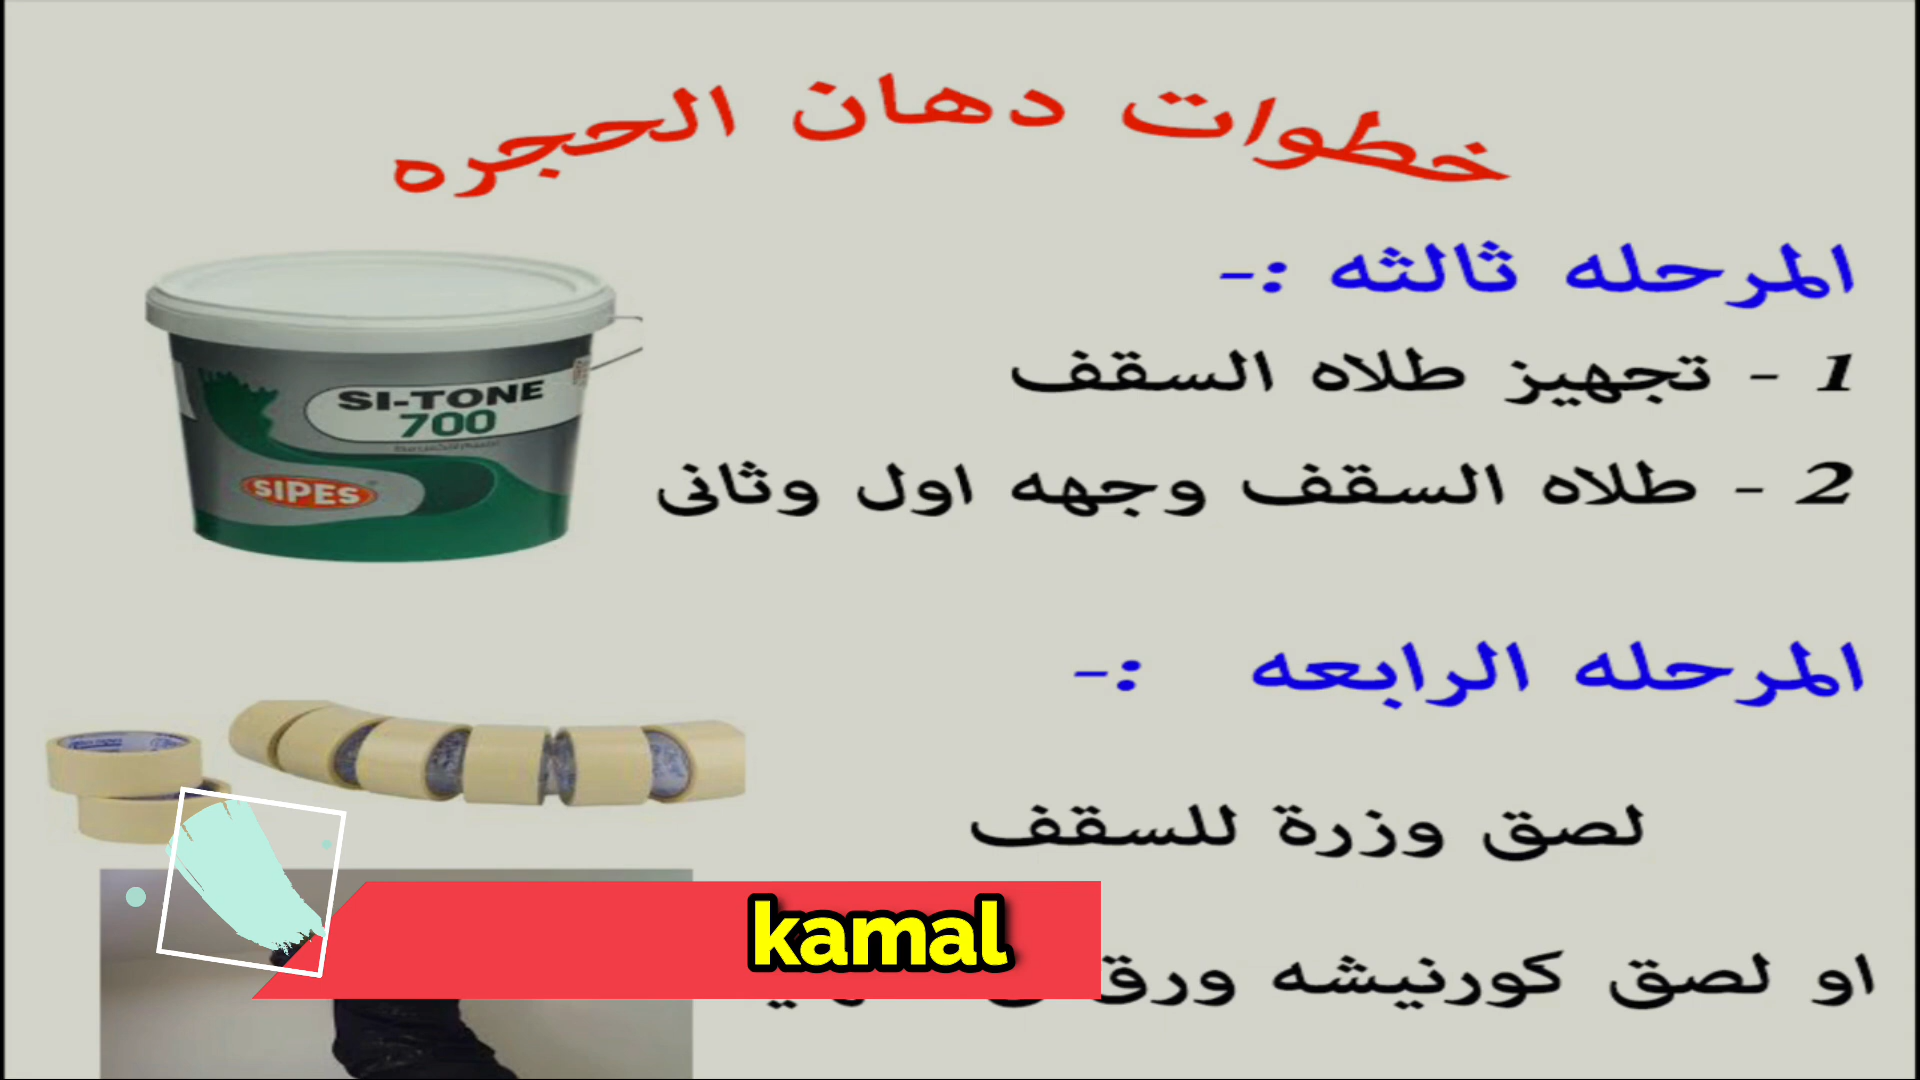 خطوات دهان الحجره
المرحله ثالثه :-
1 - تجهيز طلاه السقف
2 - طلاه السقف وجهه اول وثانى
SI-TONE
700
SIPES
المرحله الرابعه :-
لصق وزرة للسقف
او لصق كورنيشه ورق
kamal